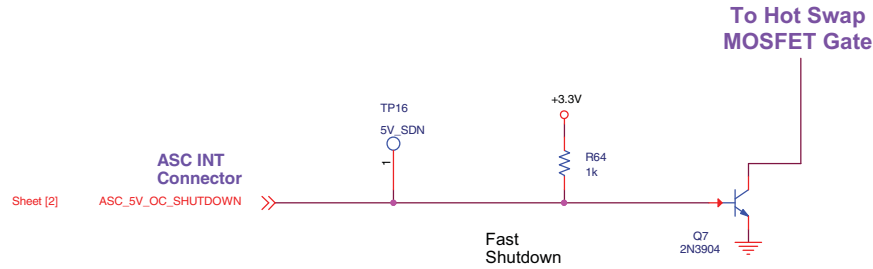 To Hot Swap
MOSFET Gate
+3.3V
TP16
5V_SDN
1
R64
1k
ASC INT
Connector
Sheet [2]
ASC_5V_OC_SHUTDOWN
Fast
Shutdown
Q7
2N3904